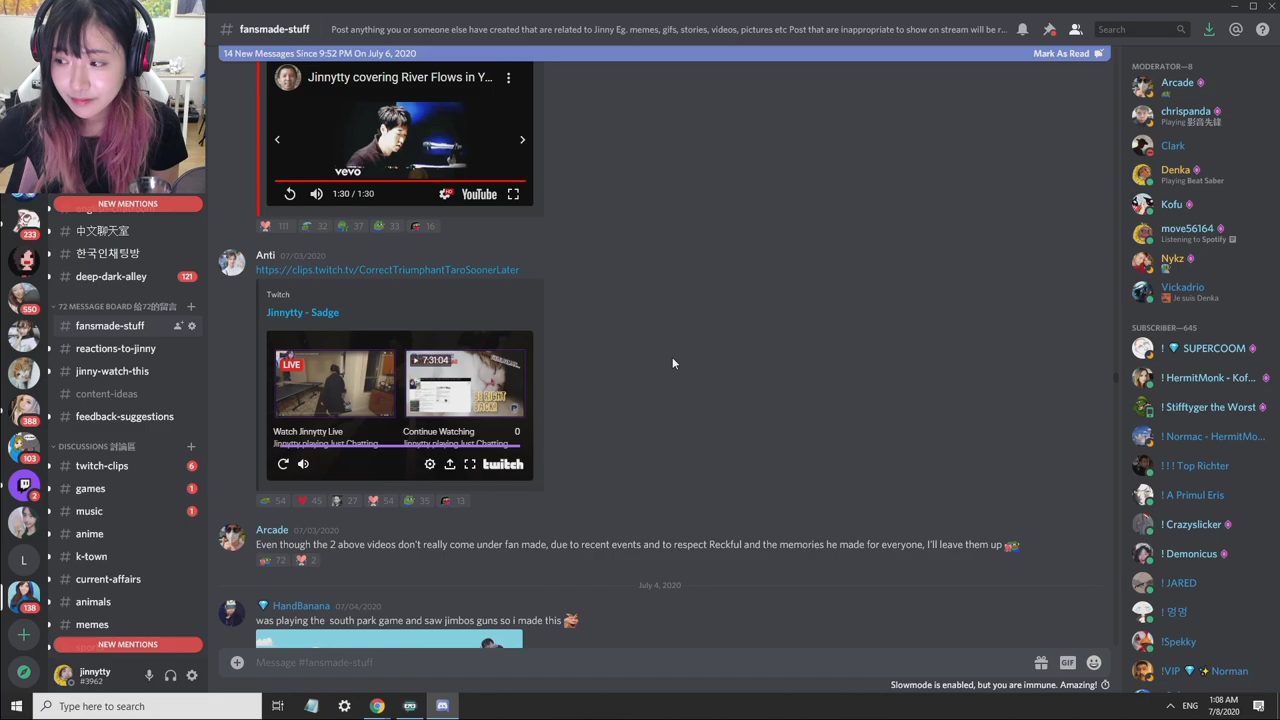 # fansmade-stuff
Post anything you or someone else have created that are related to Jinny Eg. memes, gifs, stories, videos, pictures etc Post that are inappropriate to show on stream will be r...
Search
14 New Messages Since 9:52 PM On July 6, 2020
Mark As Read
NEW MENTIONS
中文聊天室
한국인채팅방
deep-dark-alley
121
72 MESSAGE BOARD 給72的留言
# fansmade-stuff
# reactions-to-jinny
# jinny-watch-this
# content-ideas
# feedback-suggestions
DISCUSSIONS 討論區
# twitch-clips
6
# games
1
# music
1
# anime
# k-town
# current-affairs
# animals
# memes
NEW MENTIONS
jinnytty
#3962
233
550
388
103
2
L
138
Jinnytty covering River Flows in Y...
vevo
1:30 / 1:30
HD
YouTube
111
32
37
33
16
Anti 07/03/2020
https://clips.twitch.tv/CorrectTriumphantTaroSoonerLater
Twitch
Jinnytty - Sadge
LIVE
7:31:04
BE RIGHT
BACK!
Watch Jinnytty Live
Jinnytty playing Just Chatting
Continue Watching
0
Jinnytty playing Just Chatting
twitch
54
45
27
54
35
13
Arcade 07/03/2020
Even though the 2 above videos don't really come under fan made, due to recent events and to respect Reckful and the memories he made for everyone, I'll leave them up
72
2
July 4, 2020
HandBanana 07/04/2020
was playing the south park game and saw jimbos guns so i made this
Message #fansmade-stuff
GIF
Slowmode is enabled, but you are immune. Amazing!
MODERATOR—8
Arcade
chrispanda
Playing 影音先鋒
Clark
Denka
Playing Beat Saber
Kofu
move56164
Listening to Spotify
Nykz
Vickadrio
Je suis Denka
SUBSCRIBER—645
! 💎 SUPERCOOM
! HermitMonk - Kof...
! Stifftyger the Worst
! Normac - HermitMo...
! ! ! Top Richter
! A Primul Eris
! Crazyslicker
! Demonicus
! JARED
! 멍멍
!Spekky
!VIP 💎 ✨ Norman
Type here to search
ENG
1:08 AM
7/8/2020